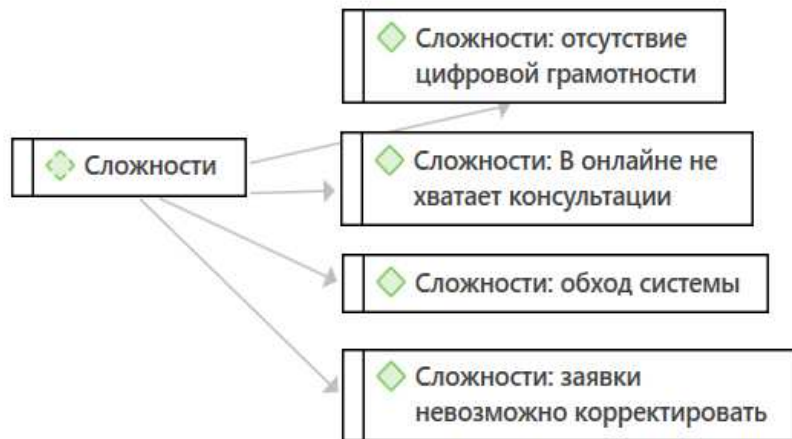 Сложности: отсутствие
цифровой грамотности
Сложности
Сложности: В онлайне не
хватает консультации
Сложности: обход системы
Сложности: заявки
невозможно корректировать